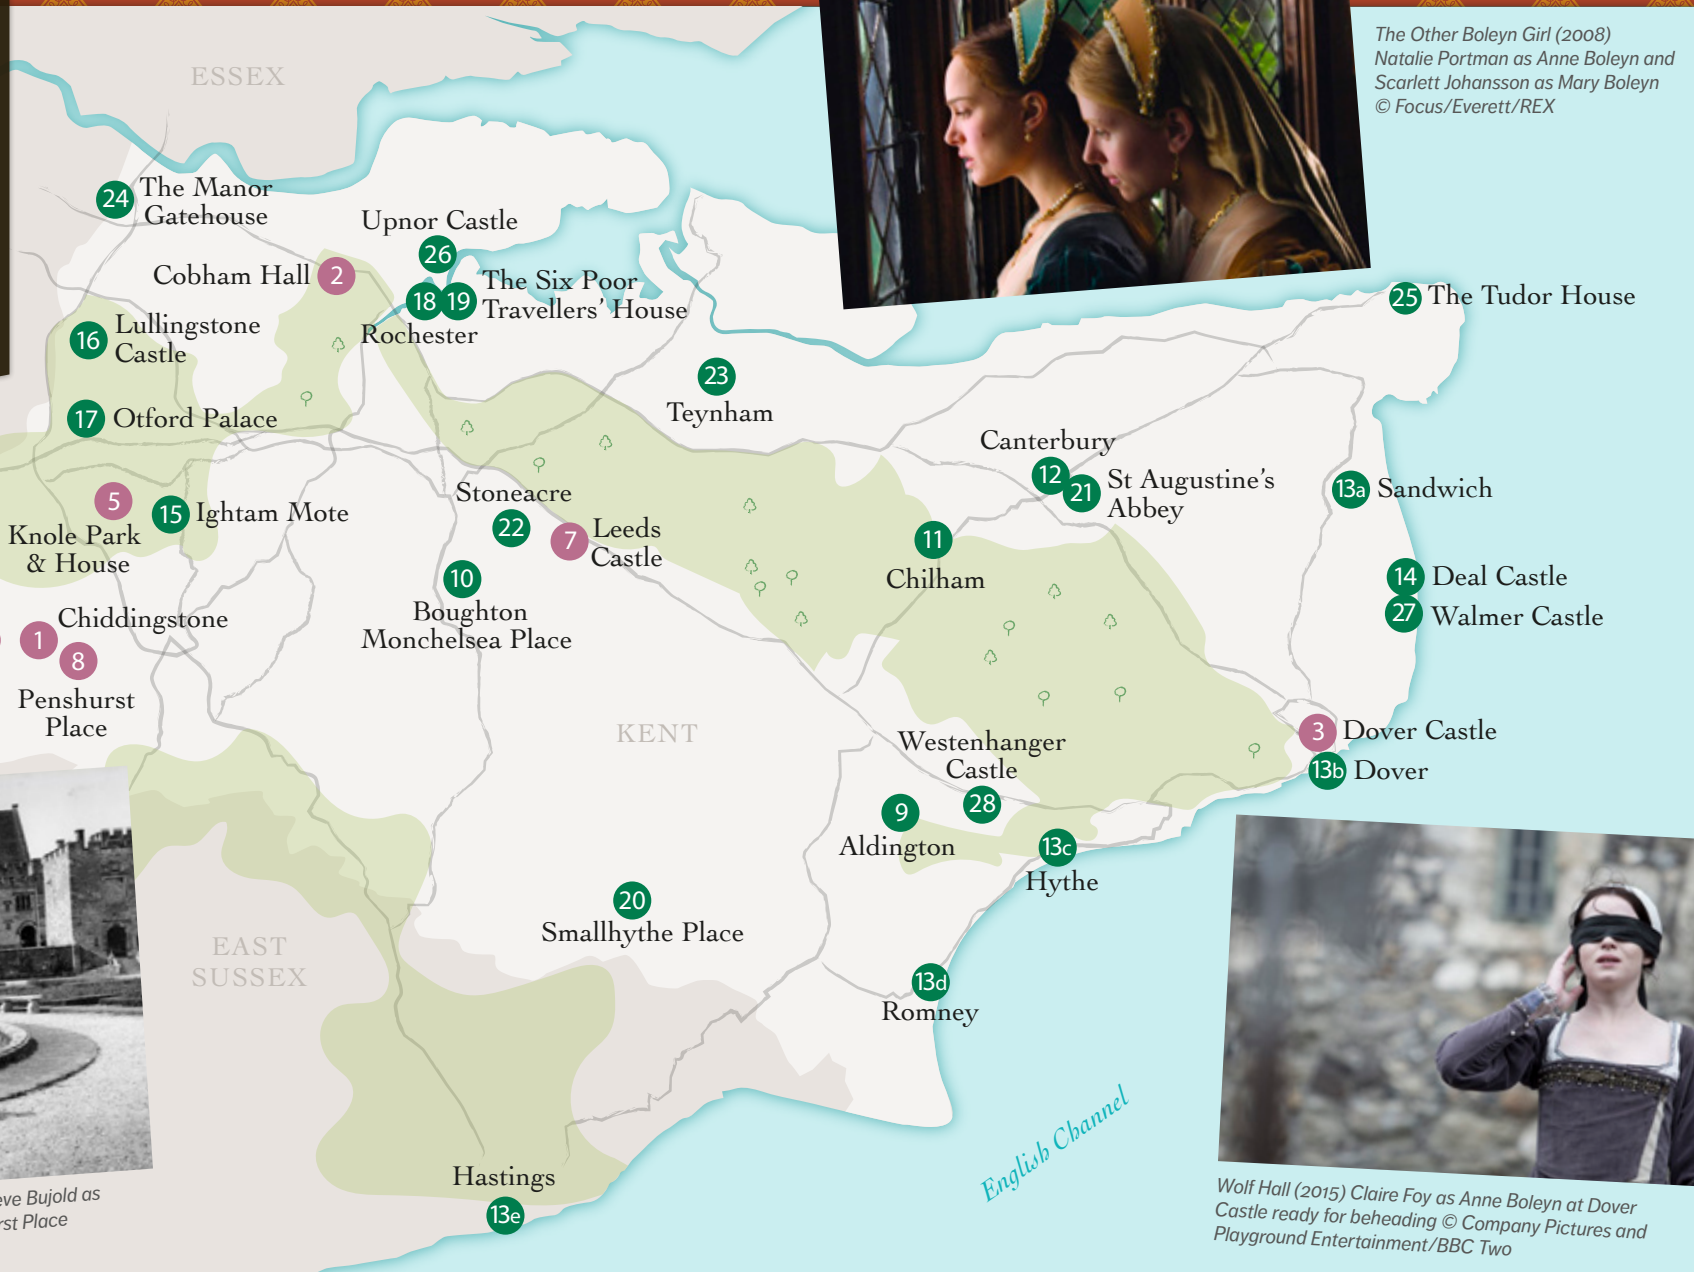 The Other Boleyn Girl (2008)
Natalie Portman as Anne Boleyn and
Scarlett Johansson as Mary Boleyn
© Focus/Everett/REX
ESSEX
24 The Manor
Gatehouse
Upnor Castle
26
Cobham Hall 2
18 19 The Six Poor
Travellers' House
Rochester
25 The Tudor House
16 Lullingstone
Castle
23
Teynham
17 Otford Palace
Canterbury
12
21 St Augustine's
Abbey
13a Sandwich
5
Knole Park
& House
15 Ightam Mote
Stoneacre
22
7 Leeds
Castle
11
Chilham
10
Boughton
Monchelsea Place
14 Deal Castle
27 Walmer Castle
Chiddingstone
1
8
Penshurst
Place
KENT
3 Dover Castle
13b Dover
Westenhanger
Castle
28
9
Aldington
13c
Hythe
20
Smallhythe Place
EAST
SUSSEX
13d
Romney
English Channel
Hastings
13e
eve Bujold as
rst Place
Wolf Hall (2015) Claire Foy as Anne Boleyn at Dover
Castle ready for beheading © Company Pictures and
Playground Entertainment/BBC Two